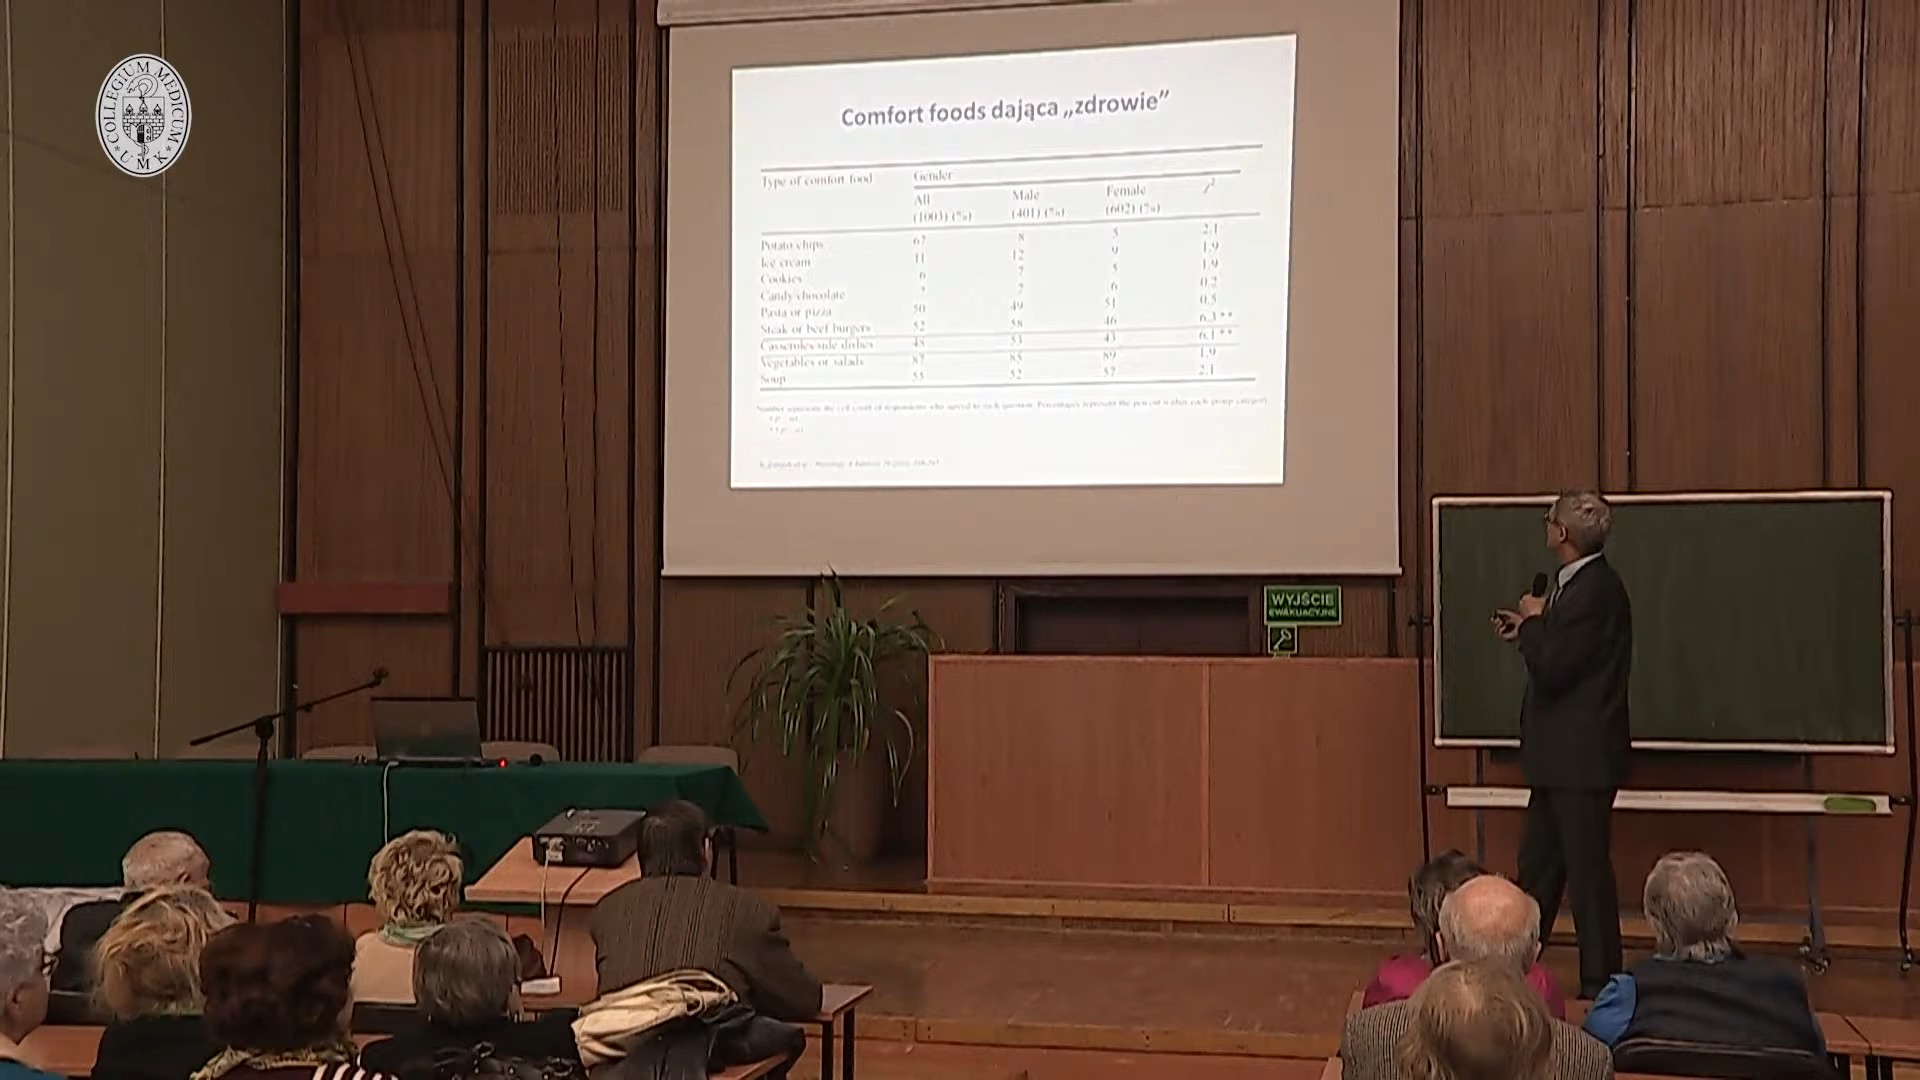 COLLEGIUM MEDICUM
UMK
Comfort foods dająca „zdrowie”
Type of comfort food Gender
All Male Female χ²
(1003) (%) (401) (%) (602) (%)
Potato chips 8 5 2.1
Ice cream 11 12 9 1.9
Cookies 6 7 5 1.9
Candy/chocolate 7 6 0.2
Pasta or pizza 50 49 51 0.5
Steak or beef burgers 52 58 46 6.3**
Casseroles/side dishes 48 53 43 6.1**
Vegetables or salads 87 85 89 1.9
Soup 55 52 57 2.1
WYJŚCIE
EWAKUACYJNE